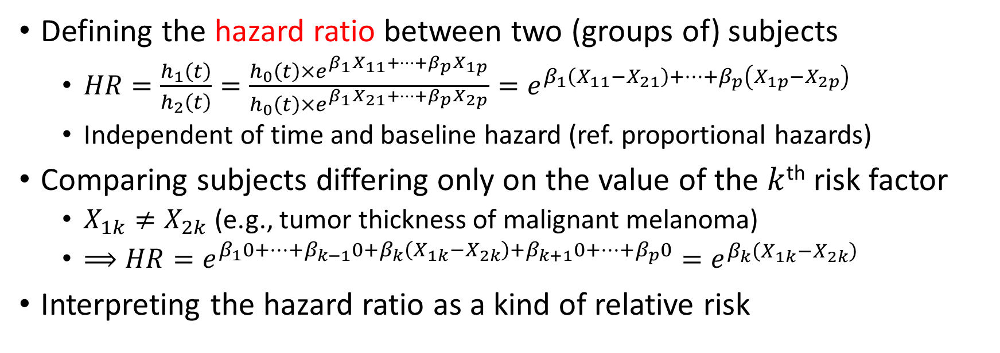 • Defining the hazard ratio between two (groups of) subjects
• $HR = \frac{h_1(t)}{h_2(t)} = \frac{h_0(t) \times e^{\beta_1 X_{11} + \cdots + \beta_p X_{1p}}}{h_0(t) \times e^{\beta_1 X_{21} + \cdots + \beta_p X_{2p}}} = e^{\beta_1 (X_{11} - X_{21}) + \cdots + \beta_p (X_{1p} - X_{2p})}$
• Independent of time and baseline hazard (ref. proportional hazards)
• Comparing subjects differing only on the value of the $k^{\text{th}}$ risk factor
• $X_{1k} \neq X_{2k}$ (e.g., tumor thickness of malignant melanoma)
• $\Longrightarrow HR = e^{\beta_1 0 + \cdots + \beta_{k-1} 0 + \beta_k (X_{1k} - X_{2k}) + \beta_{k+1} 0 + \cdots + \beta_p 0} = e^{\beta_k (X_{1k} - X_{2k})}$
• Interpreting the hazard ratio as a kind of relative risk